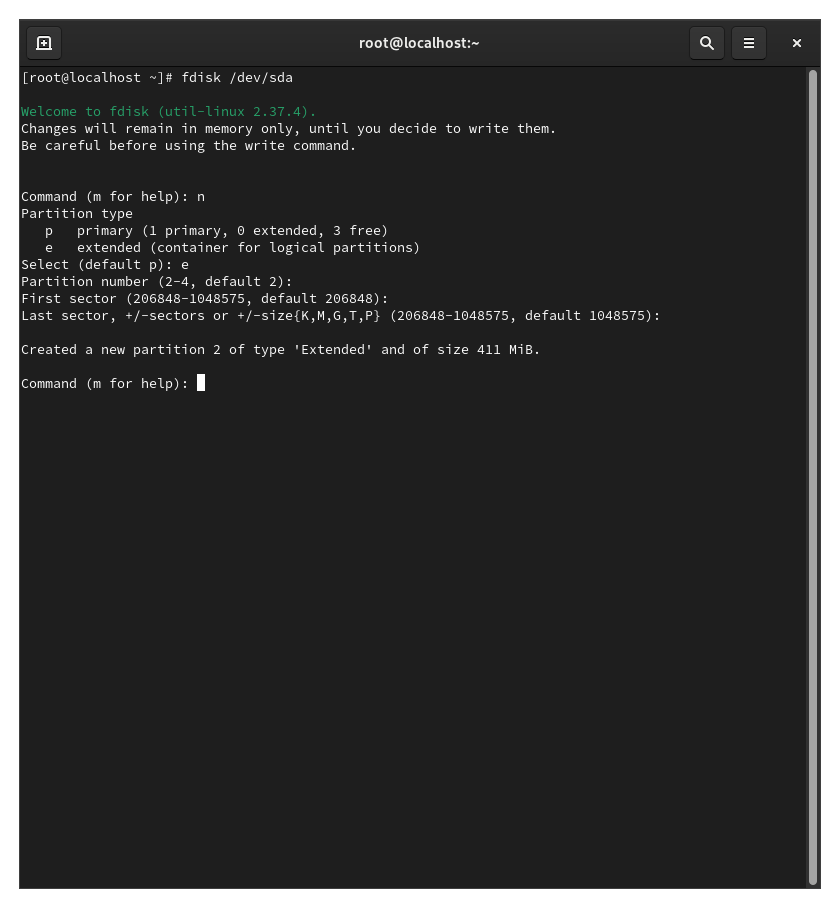 root@localhost:~
[root@localhost ~]# fdisk /dev/sda
Welcome to fdisk (util-linux 2.37.4).
Changes will remain in memory only, until you decide to write them.
Be careful before using the write command.
Command (m for help): n
Partition type
   p   primary (1 primary, 0 extended, 3 free)
   e   extended (container for logical partitions)
Select (default p): e
Partition number (2-4, default 2):
First sector (206848-1048575, default 206848):
Last sector, +/-sectors or +/-size{K,M,G,T,P} (206848-1048575, default 1048575):
Created a new partition 2 of type 'Extended' and of size 411 MiB.
Command (m for help):